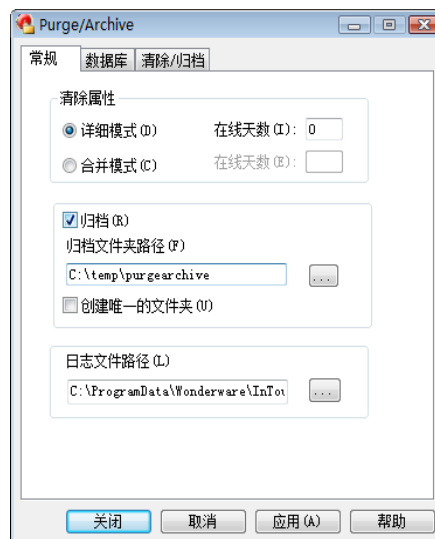 Purge/Archive
常规 数据库 清除/归档
清除属性
详细模式(D) 在线天数(I): 0
合并模式(C) 在线天数(E):
归档(R)
归档文件夹路径(F)
C:\temp\purgearchive ...
创建唯一的文件夹(U)
日志文件路径(L)
C:\ProgramData\Wonderware\InTou ...
关闭 取消 应用(A) 帮助